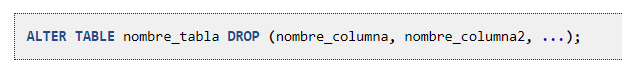 ALTER TABLE nombre_tabla DROP (nombre_columna, nombre_columna2, ...);